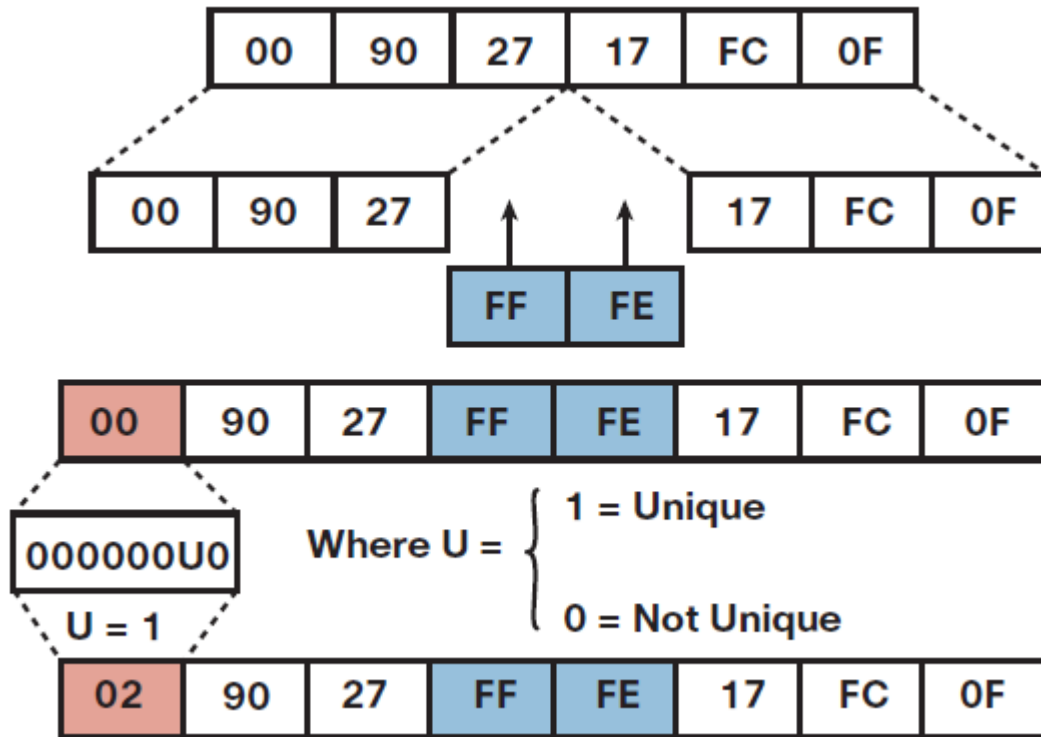 00 90 27 17 FC 0F
00 90 27 17 FC 0F
FF FE
00 90 27 FF FE 17 FC 0F
1 = Unique
000000U0 Where U =
0 = Not Unique
U = 1
02 90 27 FF FE 17 FC 0F